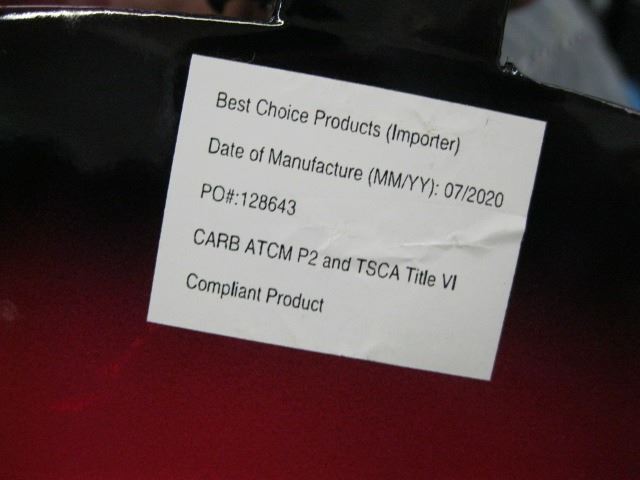 Best Choice Products (Importer)
Date of Manufacture (MM/YY): 07/2020
PO#:128643
CARB ATCM P2 and TSCA Title VI
Compliant Product